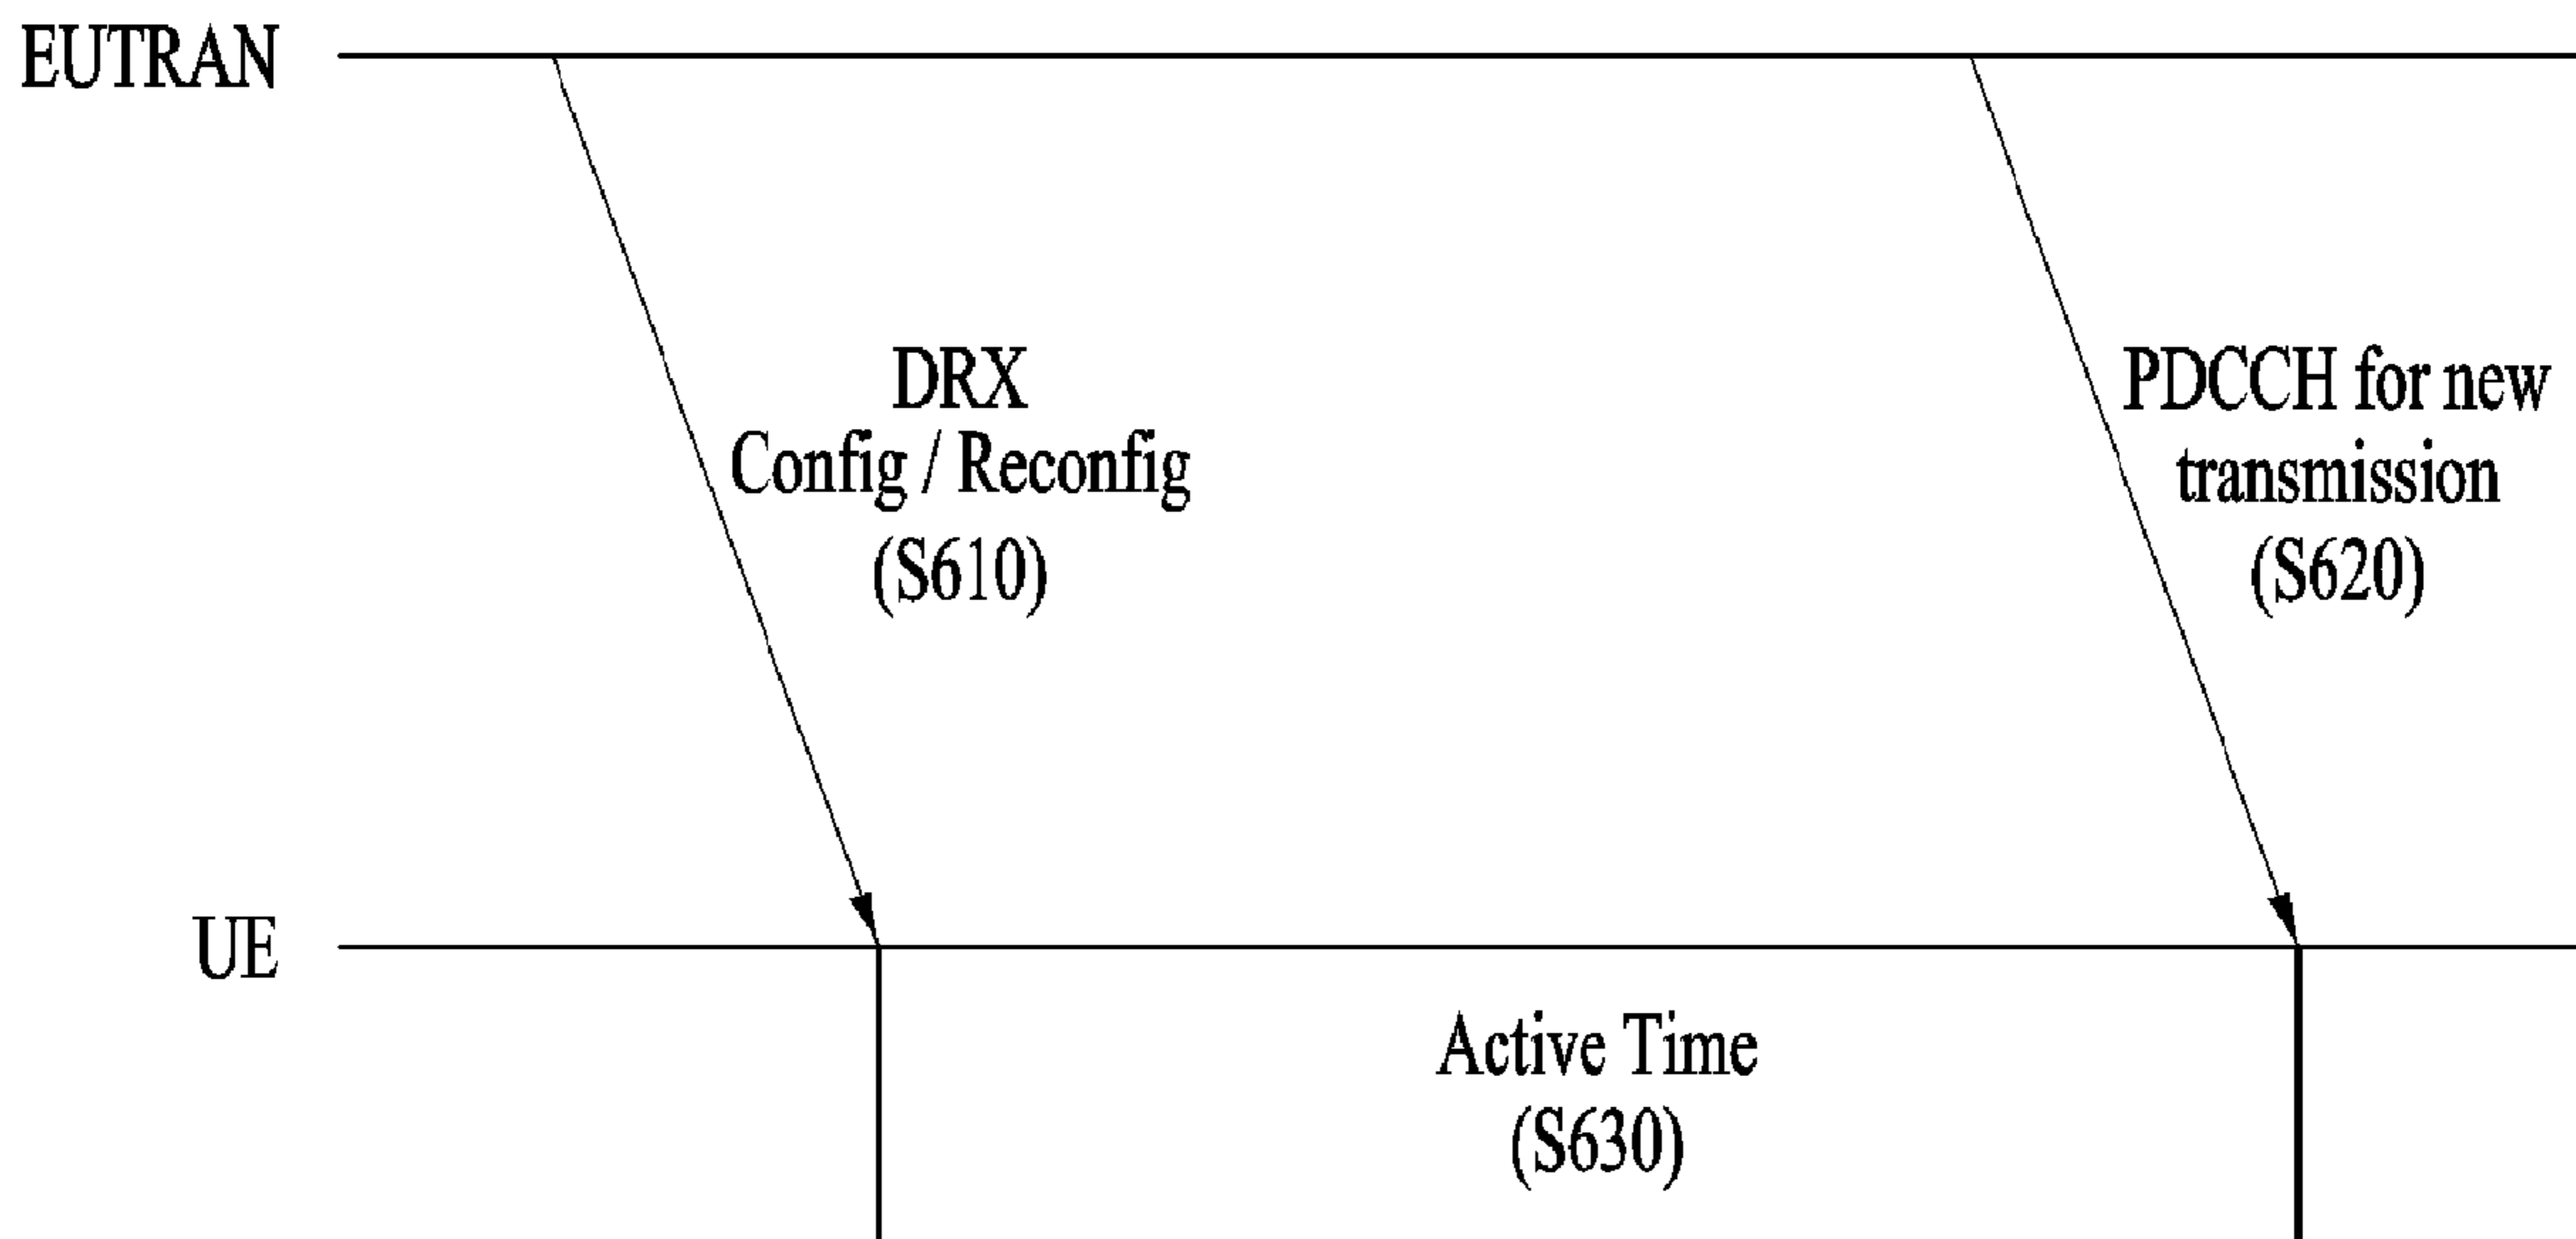 EUTRAN
DRX
Config / Reconfig
(S610)
PDCCH for new
transmission
(S620)
UE
Active Time
(S630)